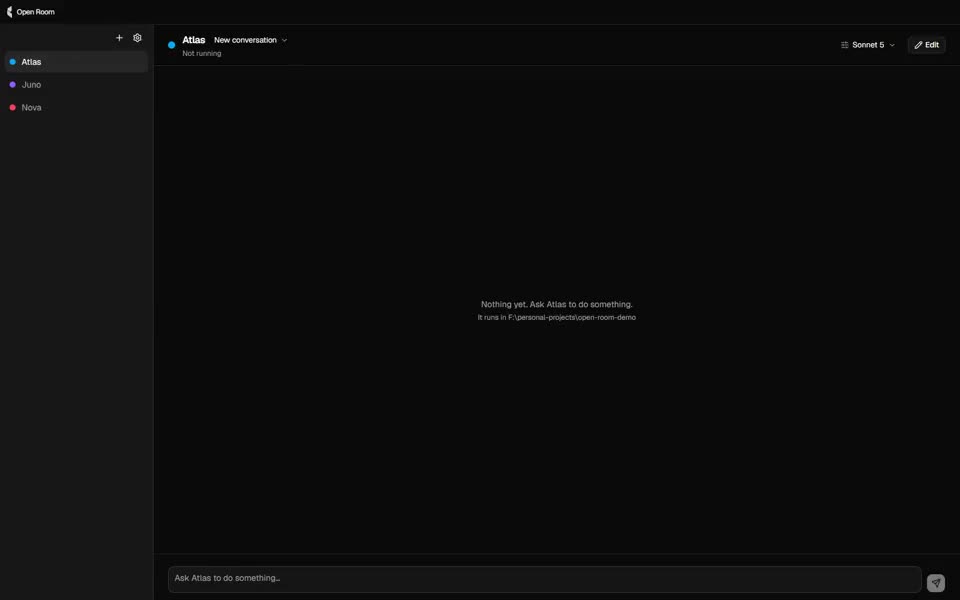 Open Room
Atlas
Juno
Nova
Atlas New conversation
Not running
Sonnet 5
Edit
Nothing yet. Ask Atlas to do something.
It runs in F:\personal-projects\open-room-demo
Ask Atlas to do something...